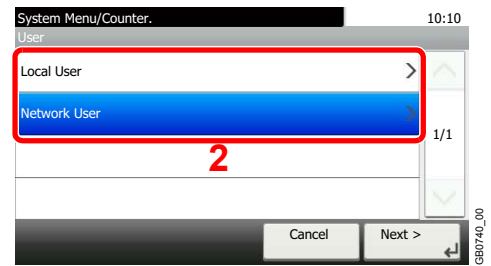 System Menu/Counter. 10:10
User
Local User
Network User
1/1
2
Cancel Next >
GB0740_00